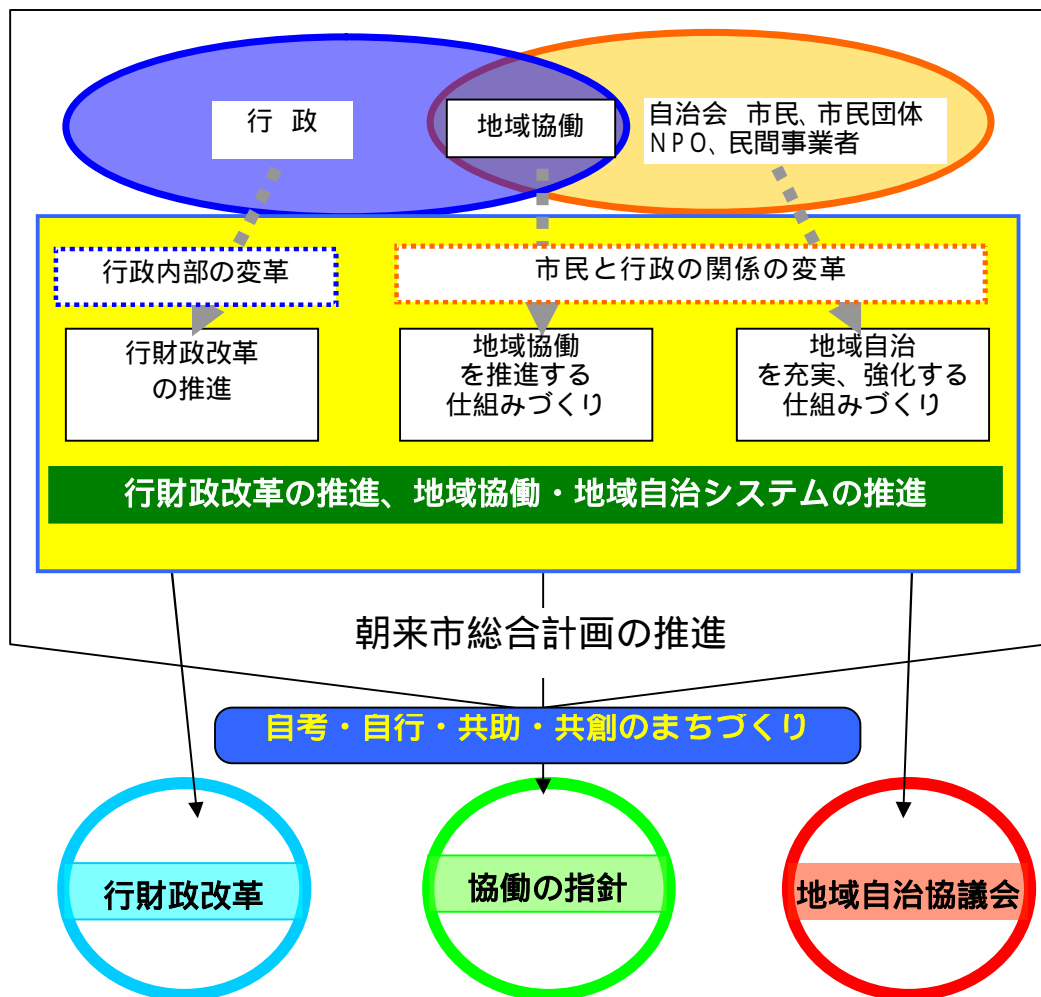 行 政
地域協働
自治会 市民、市民団体
NPO、民間事業者
行政内部の変革
市民と行政の関係の変革
行財政改革
の推進
地域協働
を推進する
仕組みづくり
地域自治
を充実、強化する
仕組みづくり
行財政改革の推進、地域協働・地域自治システムの推進
朝来市総合計画の推進
自考・自行・共助・共創のまちづくり
行財政改革
協働の指針
地域自治協議会